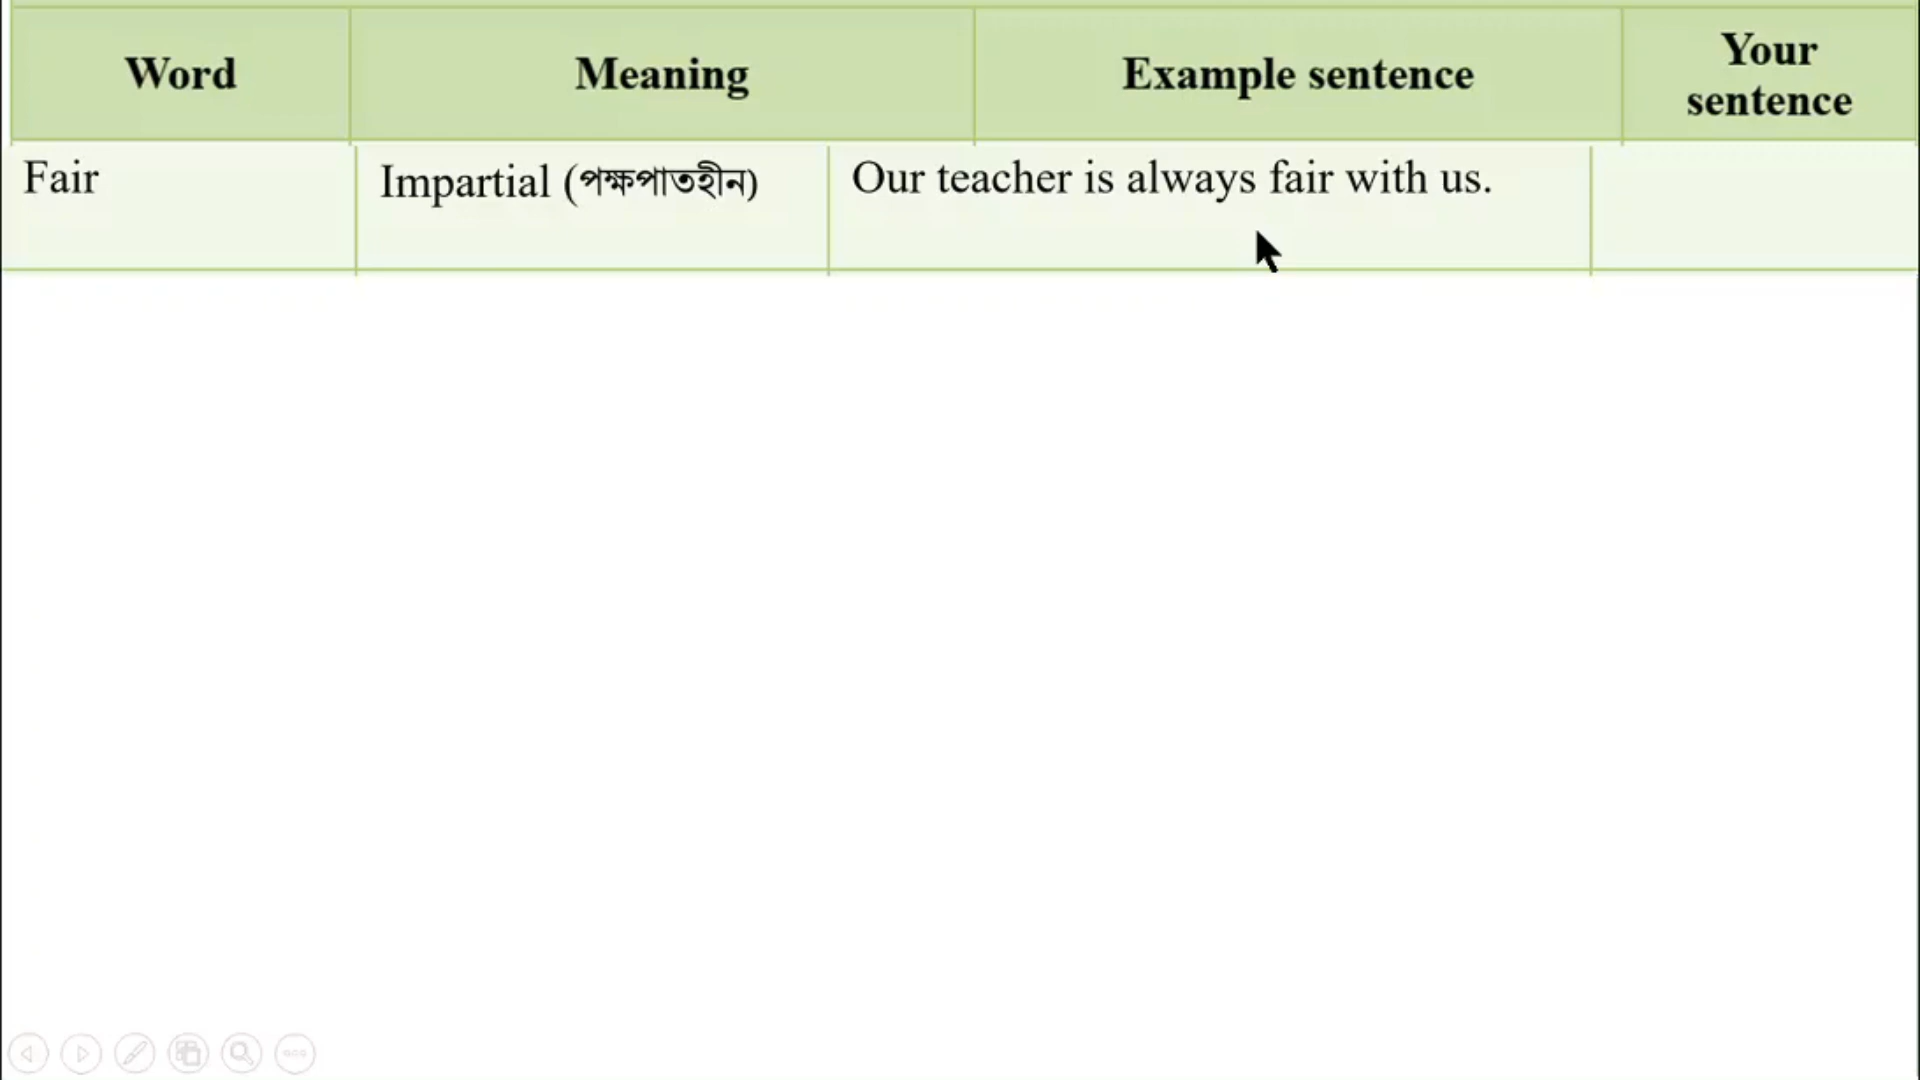 Word
Meaning
Example sentence
Your
sentence
Fair
Impartial (পক্ষপাতহীন)
Our teacher is always fair with us.